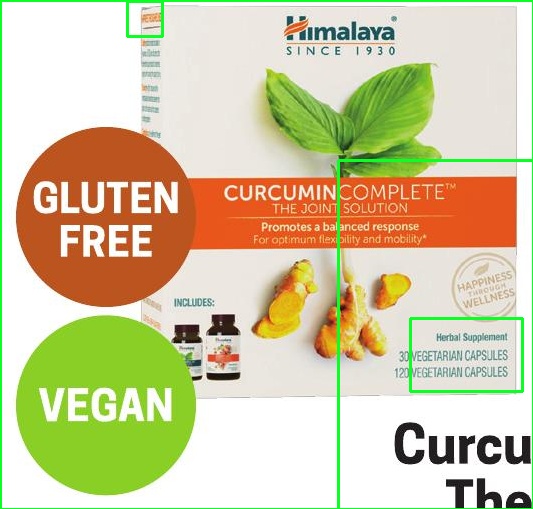 Himalaya®
SINCE 1930
GLUTEN
FREE
CURCUMINCOMPLETE™
THE JOINT SOLUTION
Promotes a balanced response
For optimum flexibility and mobility*
HAPPINESS
THROUGH
WELLNESS
INCLUDES:
Himalaya
Herbal Supplement
30 VEGETARIAN CAPSULES
120 VEGETARIAN CAPSULES
VEGAN
Curcu
The